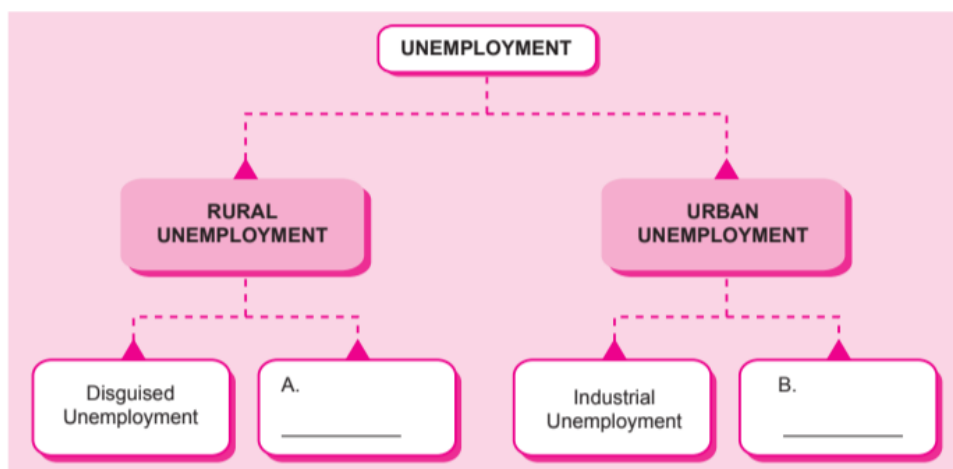 UNEMPLOYMENT
RURAL
UNEMPLOYMENT
URBAN
UNEMPLOYMENT
Disguised
Unemployment
A.
Industrial
Unemployment
B.